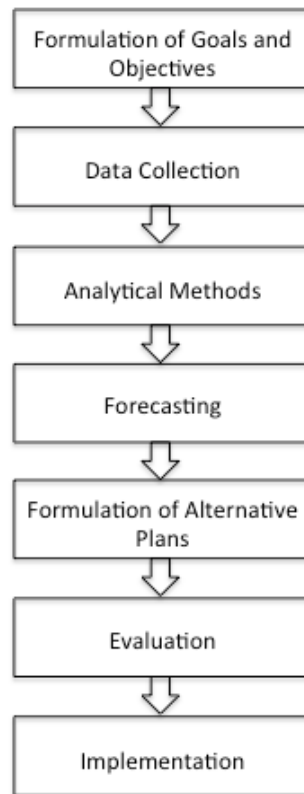 Formulation of Goals and
Objectives
Data Collection
Analytical Methods
Forecasting
Formulation of Alternative
Plans
Evaluation
Implementation